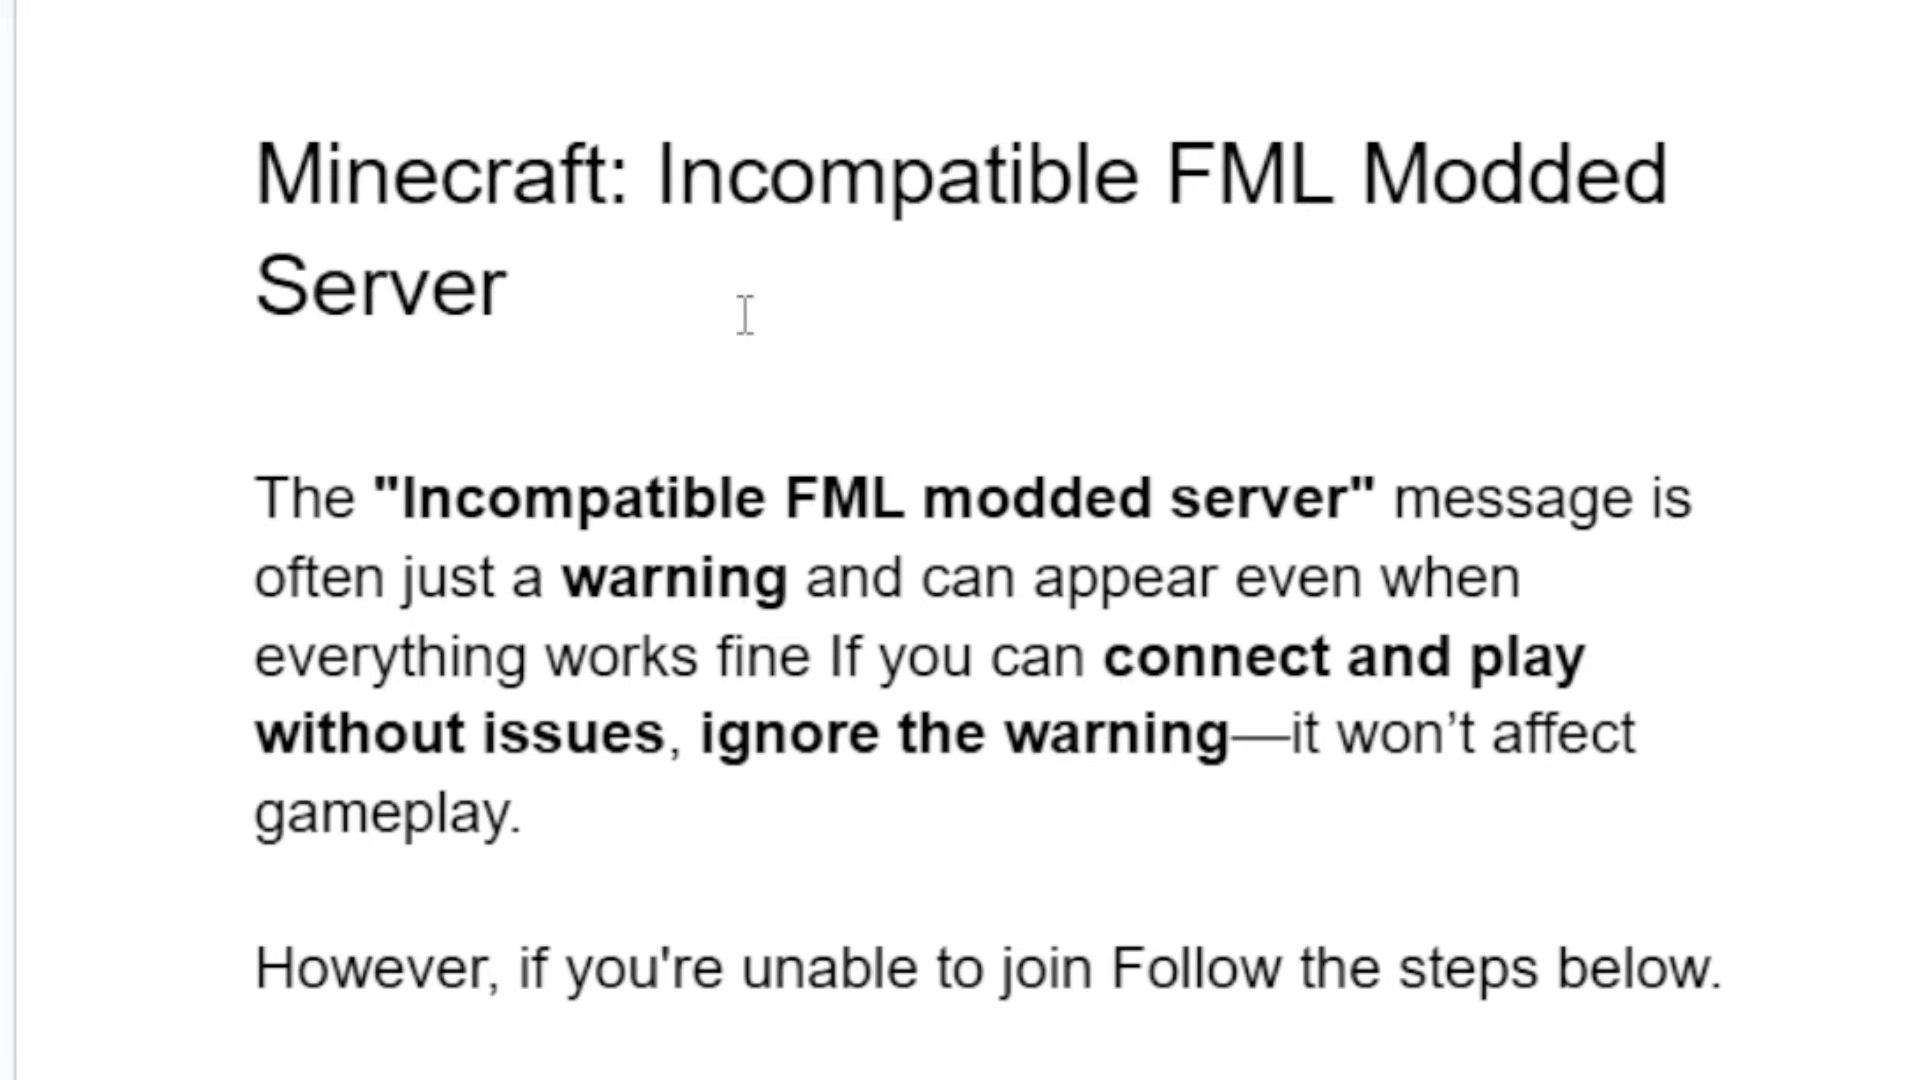 Minecraft: Incompatible FML Modded
Server
The "Incompatible FML modded server" message is
often just a warning and can appear even when
everything works fine If you can connect and play
without issues, ignore the warning—it won’t affect
gameplay.
However, if you're unable to join Follow the steps below.